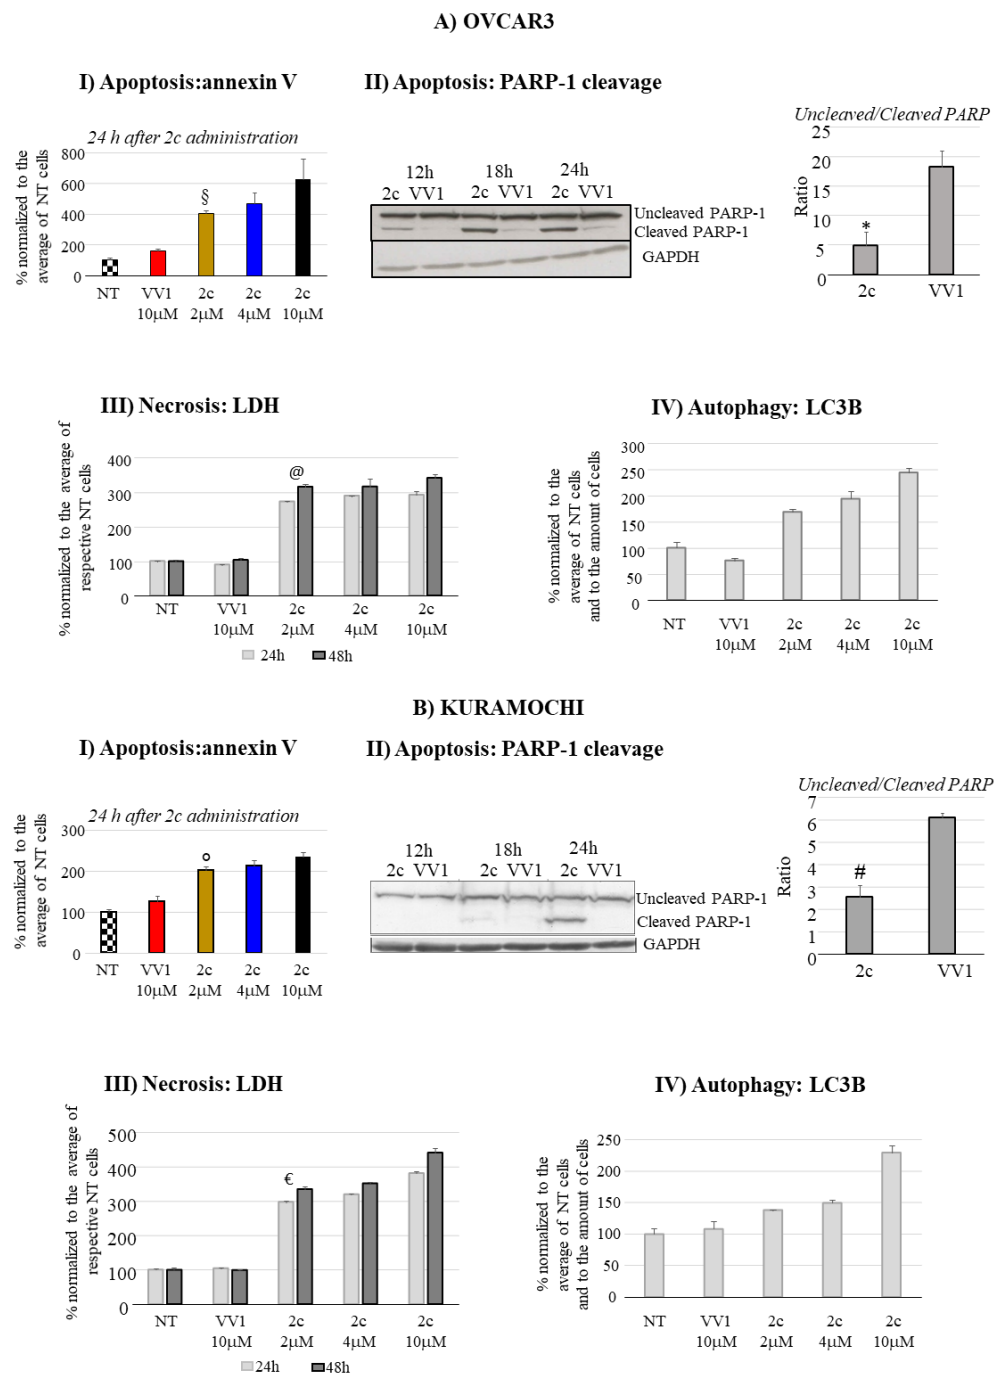 A) OVCAR3
I) Apoptosis:annexin V
II) Apoptosis: PARP-1 cleavage
24 h after 2c administration
% normalized to the
average of NT cells
800
600
400
200
0
§
NT
VV1
10µM
2c
2µM
2c
4µM
2c
10µM
12h
18h
24h
2c VV1
2c VV1
2c VV1
Uncleaved PARP-1
Cleaved PARP-1
GAPDH
Uncleaved/Cleaved PARP
Ratio
25
20
15
10
5
0
*
2c
VV1
III) Necrosis: LDH
% normalized to the average of
respective NT cells
400
300
200
100
0
@
NT
VV1
10µM
2c
2µM
2c
4µM
2c
10µM
24h
48h
IV) Autophagy: LC3B
% normalized to the
average of NT cells
and to the amount of cells
300
250
200
150
100
50
0
NT
VV1
10µM
2c
2µM
2c
4µM
2c
10µM
B) KURAMOCHI
I) Apoptosis:annexin V
II) Apoptosis: PARP-1 cleavage
24 h after 2c administration
% normalized to the
average of NT cells
300
200
100
0
°
NT
VV1
10µM
2c
2µM
2c
4µM
2c
10µM
12h
18h
24h
2c VV1
2c VV1
2c VV1
Uncleaved PARP-1
Cleaved PARP-1
GAPDH
Uncleaved/Cleaved PARP
Ratio
7
6
5
4
3
2
1
0
#
2c
VV1
III) Necrosis: LDH
% normalized to the average of
respective NT cells
500
400
300
200
100
0
€
NT
VV1
10µM
2c
2µM
2c
4µM
2c
10µM
24h
48h
IV) Autophagy: LC3B
% normalized to the
average of NT cells
and to the amount of cells
250
200
150
100
50
0
NT
VV1
10µM
2c
2µM
2c
4µM
2c
10µM